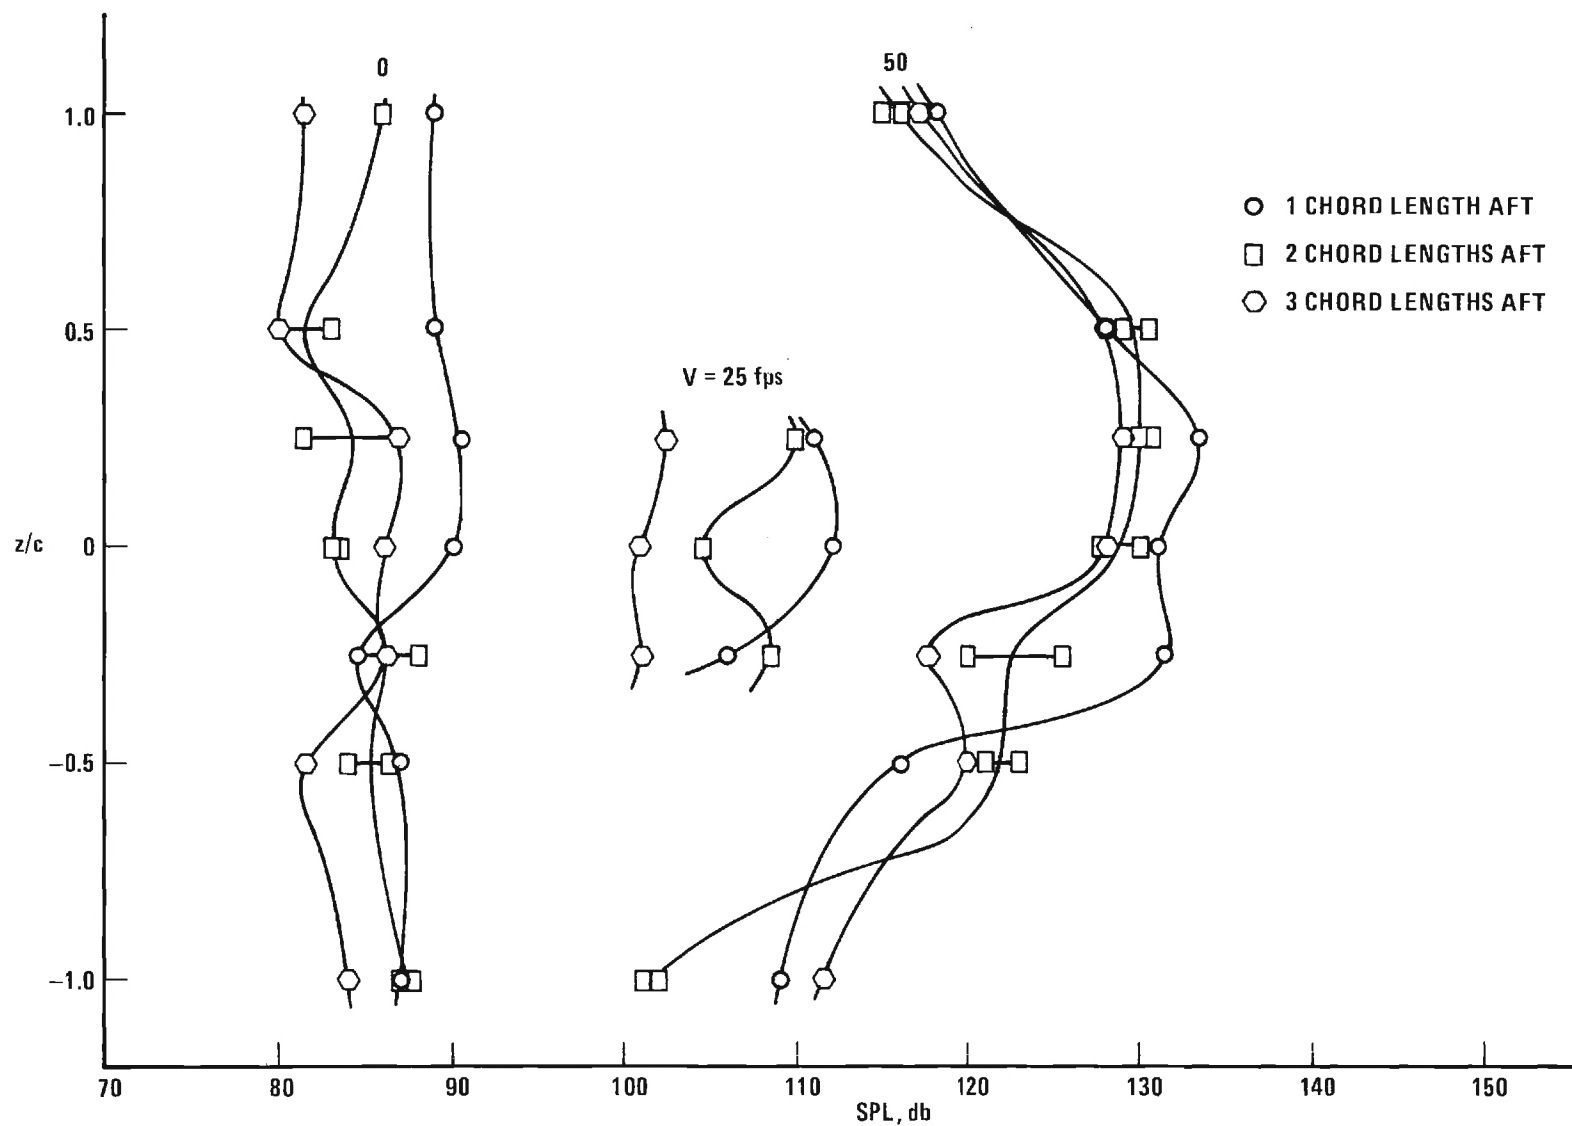 0
50
1.0
1 CHORD LENGTH AFT
2 CHORD LENGTHS AFT
3 CHORD LENGTHS AFT
0.5
V = 25 fps
z/c
0
−0.5
−1.0
70 80 90 100 110 120 130 140 150
SPL, db